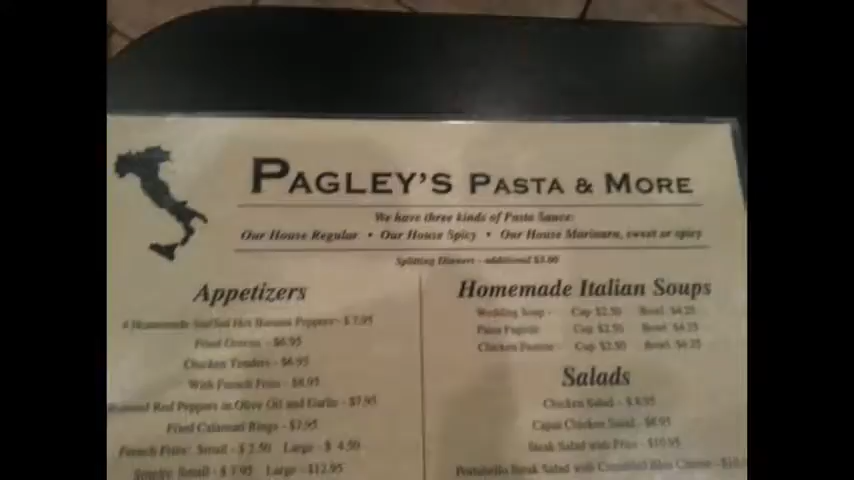 PAGLEY'S PASTA & MORE
We have three kinds of Pasta Sauce:
Our House Regular • Our House Spicy • Our House Marinara, sweet or spicy
Splitting Dinners - additional $3.00
Appetizers
4 Homemade Stuffed Hot Banana Peppers - $7.95
Fried Greens - $6.95
Chicken Tenders - $6.95
With French Fries - $8.95
Roasted Red Peppers in Olive Oil and Garlic - $7.95
Fried Calamari Rings - $7.95
French Fries: Small - $2.50 Large - $4.50
Small - $7.95 Large - $12.95
Homemade Italian Soups
Wedding Soup - Cup $2.50 Bowl $4.25
Pasta Fagioli Cup $2.50 Bowl $4.25
Chicken Pastine - Cup $2.50 Bowl $4.25
Salads
Chicken Salad - $8.95
Cajun Chicken Salad - $8.95
Steak Salad with Fries - $10.95
Portobello Steak Salad with Crumbled Bleu Cheese -